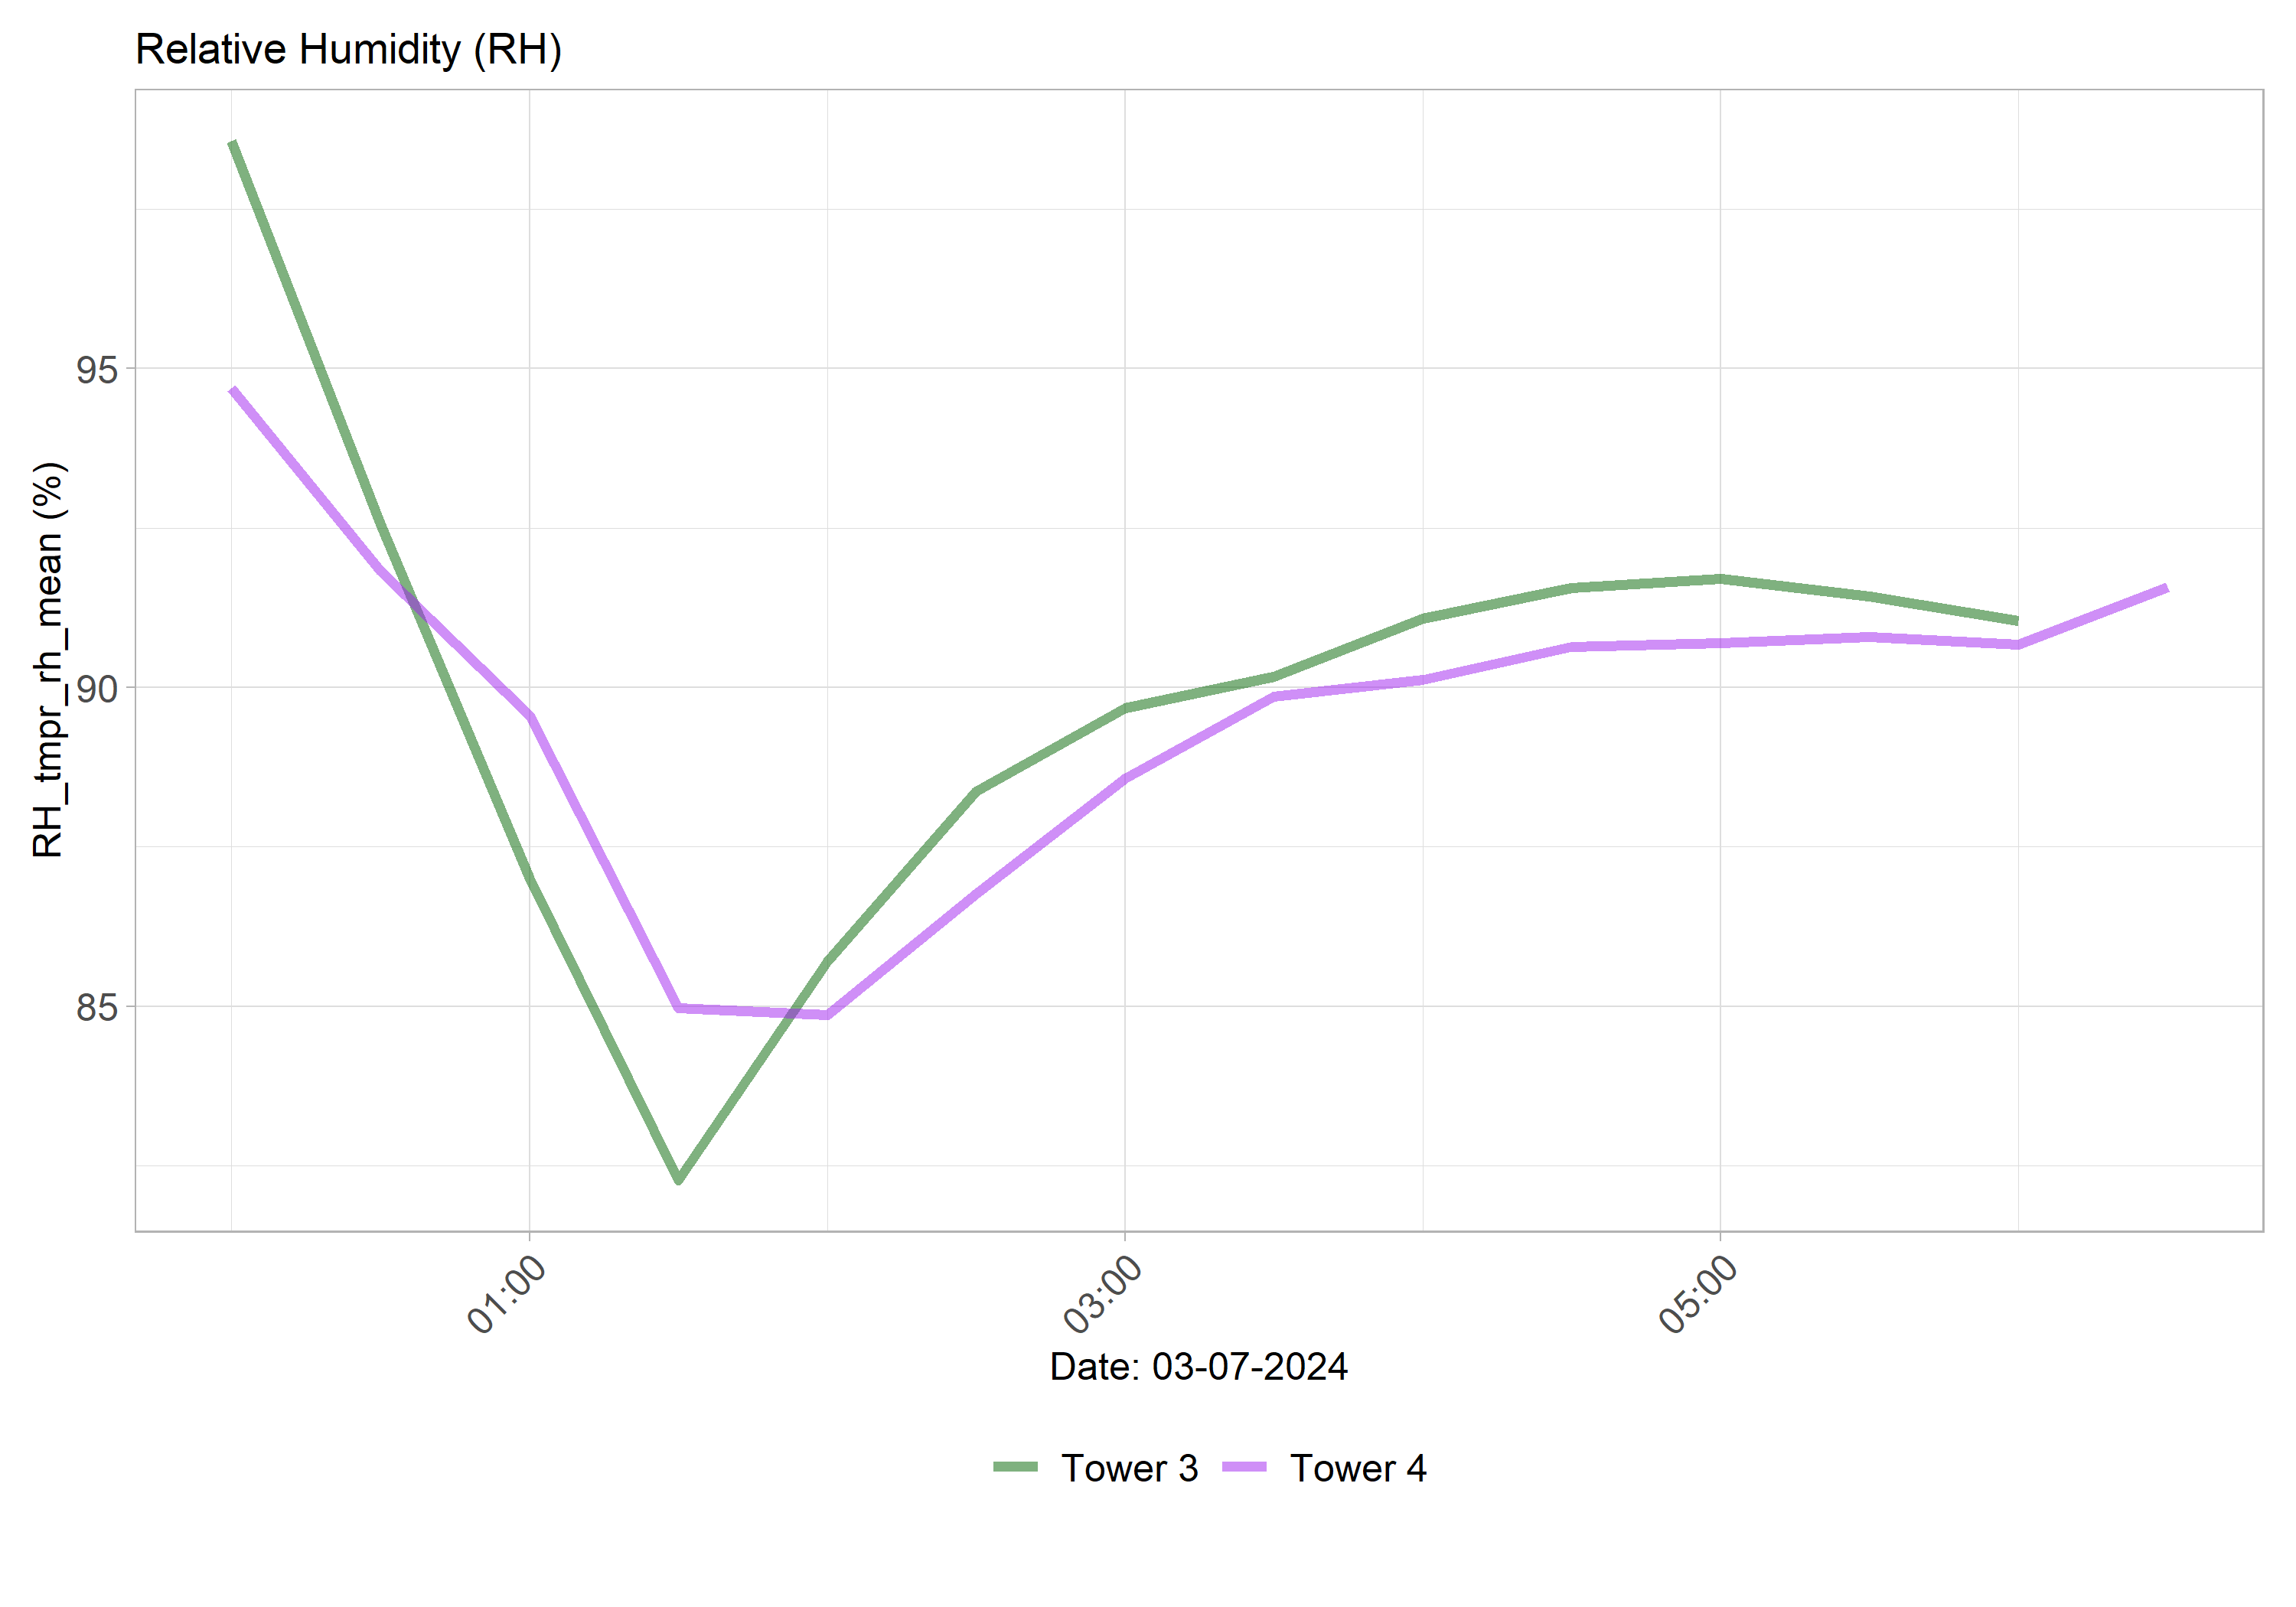 Relative Humidity (RH)
RH_tmpr_rh_mean (%)
95
90
85
01:00
03:00
05:00
Date: 03-07-2024
Tower 3
Tower 4